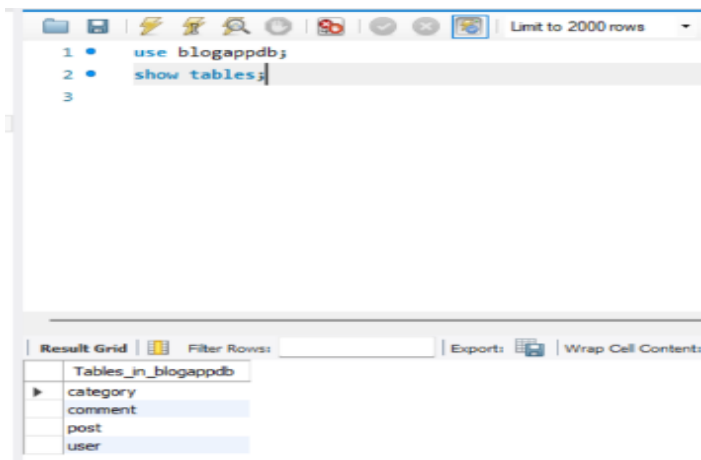 Limit to 2000 rows
1 use blogappdb;
2 show tables;
3
Result Grid Filter Rows: Export: Wrap Cell Content:
Tables_in_blogappdb
category
comment
post
user